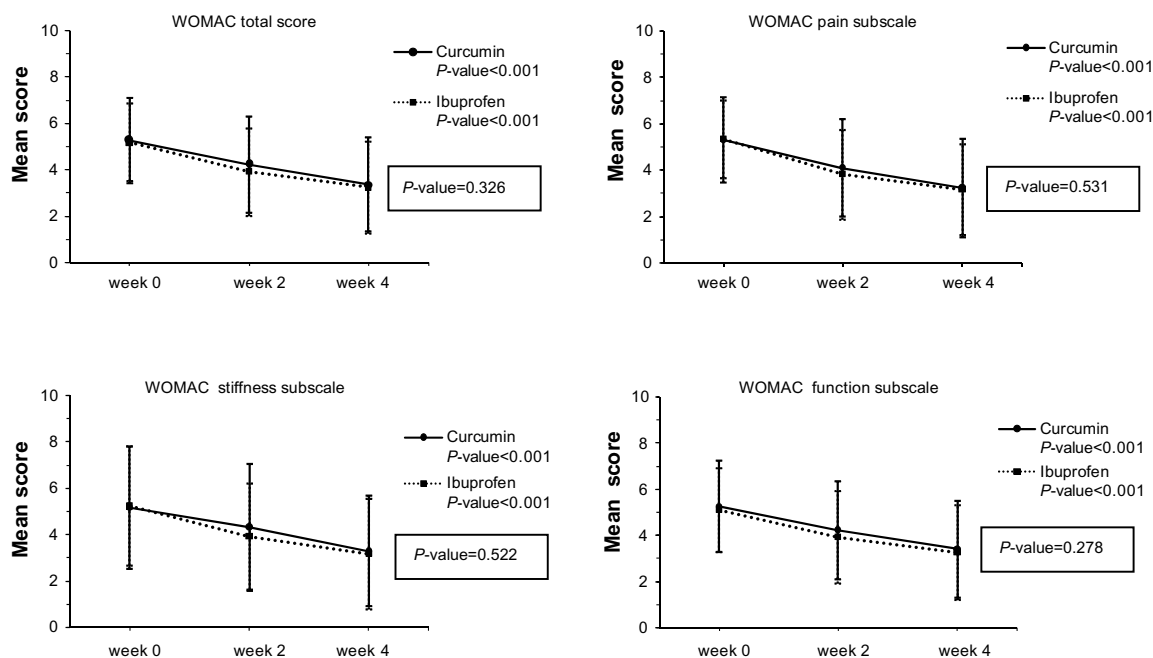 WOMAC total score
10
8
6
4
2
0
Mean score
Curcumin
P-value<0.001
Ibuprofen
P-value<0.001
P-value=0.326
week 0 week 2 week 4
WOMAC pain subscale
10
8
6
4
2
0
Mean score
Curcumin
P-value<0.001
Ibuprofen
P-value<0.001
P-value=0.531
week 0 week 2 week 4
WOMAC stiffness subscale
10
8
6
4
2
0
Mean score
Curcumin
P-value<0.001
Ibuprofen
P-value<0.001
P-value=0.522
week 0 week 2 week 4
WOMAC function subscale
10
8
6
4
2
0
Mean score
Curcumin
P-value<0.001
Ibuprofen
P-value<0.001
P-value=0.278
week 0 week 2 week 4